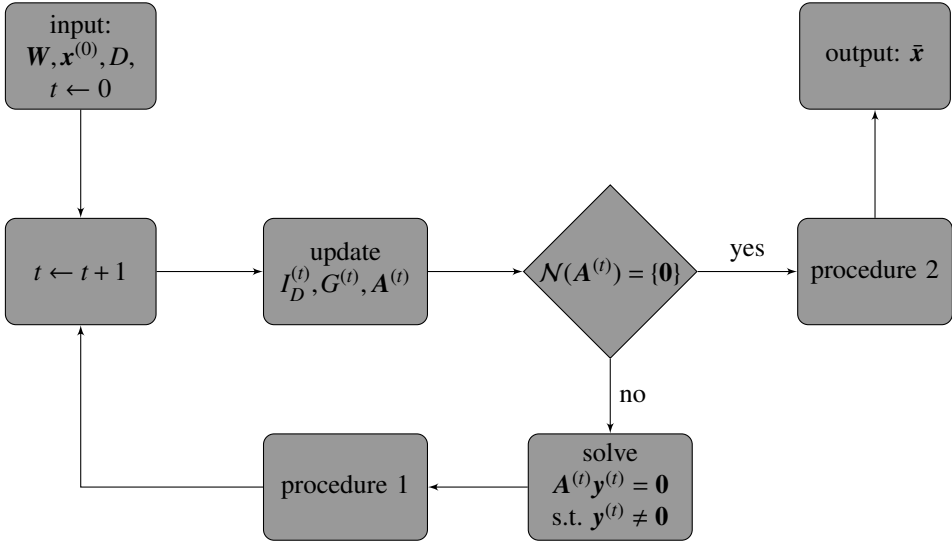 input:
W, x⁽⁰⁾, D,
t ← 0
output: x̄
t ← t + 1
update
I_D⁽ᵗ⁾, G⁽ᵗ⁾, A⁽ᵗ⁾
𝒩(A⁽ᵗ⁾) = {0}
yes
procedure 2
no
procedure 1
solve
A⁽ᵗ⁾y⁽ᵗ⁾ = 0
s.t. y⁽ᵗ⁾ ≠ 0